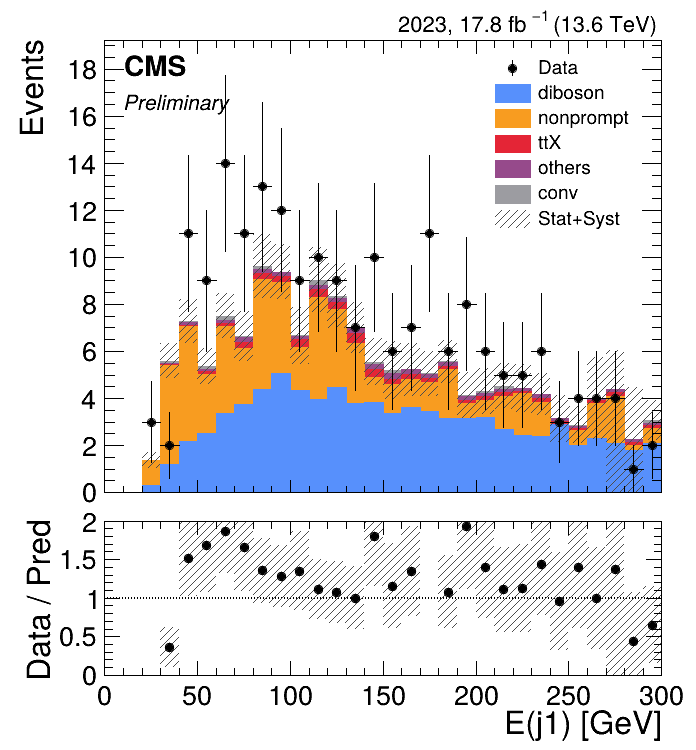 2023, 17.8 fb⁻¹ (13.6 TeV)
CMS
Preliminary
Events
18
16
14
12
10
8
6
4
2
0
Data
diboson
nonprompt
ttX
others
conv
Stat+Syst
Data / Pred
2
1.5
1
0.5
0
0 50 100 150 200 250 300
E(j1) [GeV]